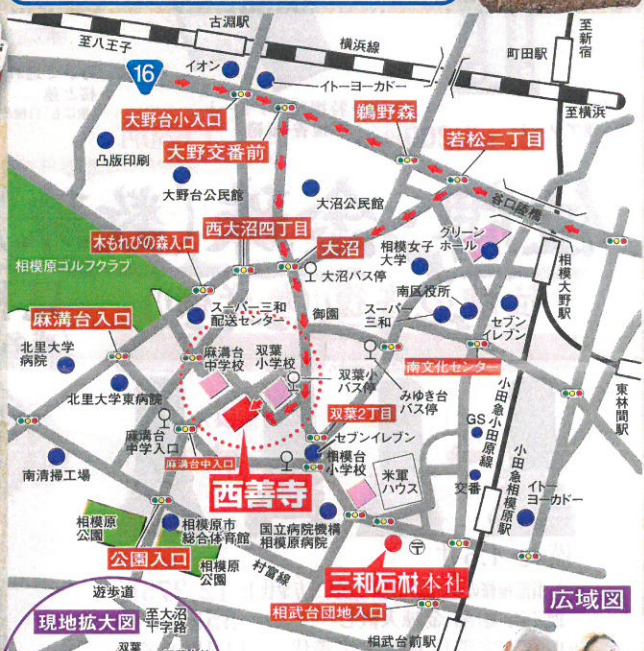 古淵駅
至八王子
横浜線
町田駅
至新宿
至横浜
16
イオン
イトーヨーカドー
大野台小入口
大野交番前
鵜野森
若松二丁目
凸版印刷
大野台公民館
大沼公民館
谷口陸橋
木もれびの森入口
西大沼四丁目
大沼
大沼バス停
相模女子
大学
グリーン
ホール
相模大野駅
相模原ゴルフクラブ
スーパー三和
配送センター
御園
スーパー
三和
南区役所
セブン
イレブン
麻溝台入口
北里大学
病院
北里大学東病院
麻溝台
中学校
双葉
小学校
双葉小
バス停
みゆき台
バス停
南文化センター
東林間駅
双葉2丁目
小田急小田原線
麻溝台
中学入口
麻溝台中入口
セブンイレブン
相模台
小学校
GS
交番
小田急相模原駅
イトー
ヨーカドー
南清掃工場
西善寺
米軍
ハウス
相模原
公園
相模原市
総合体育館
国立病院機構
相模原病院
公園入口
相模原
公園
村富線
三和石材本社
相武台団地入口
広域図
遊歩道
現地拡大図
至大沼
十字路
双葉
相武台前駅